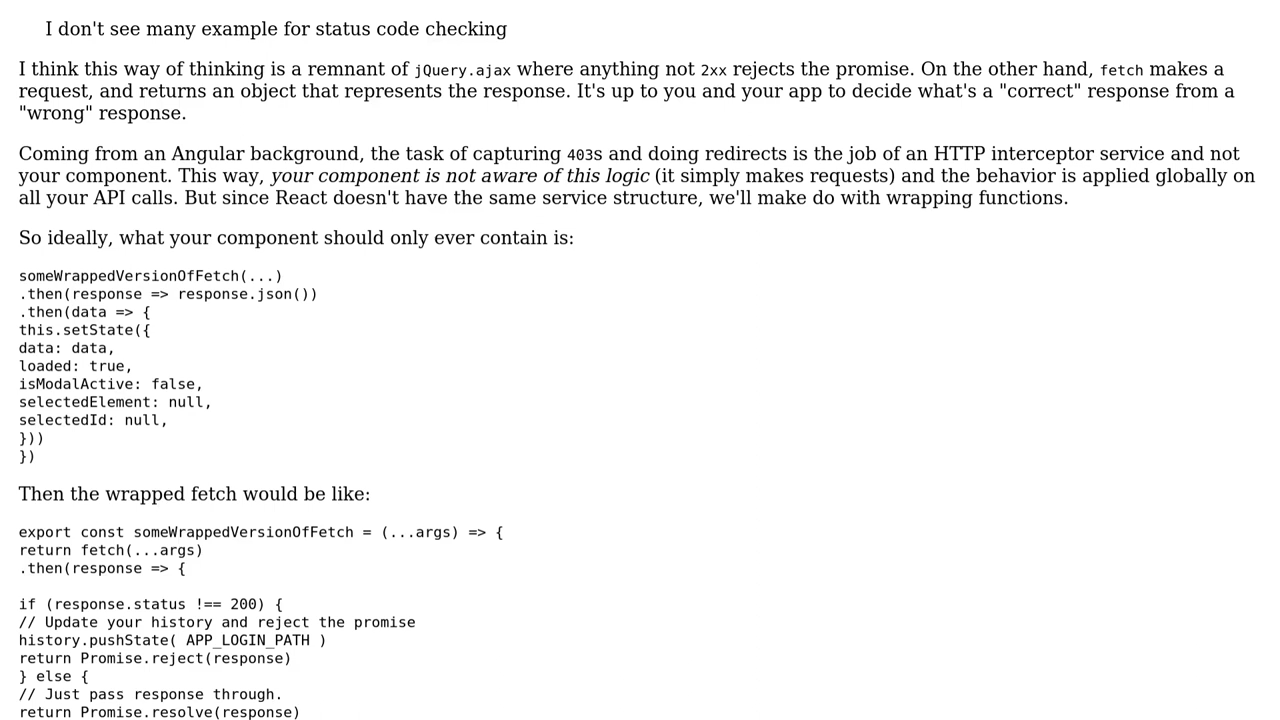 I don't see many example for status code checking
I think this way of thinking is a remnant of jQuery.ajax where anything not 2xx rejects the promise. On the other hand, fetch makes a
request, and returns an object that represents the response. It's up to you and your app to decide what's a "correct" response from a
"wrong" response.
Coming from an Angular background, the task of capturing 403s and doing redirects is the job of an HTTP interceptor service and not
your component. This way, your component is not aware of this logic (it simply makes requests) and the behavior is applied globally on
all your API calls. But since React doesn't have the same service structure, we'll make do with wrapping functions.
So ideally, what your component should only ever contain is:
someWrappedVersionOfFetch(...)
.then(response => response.json())
.then(data => {
this.setState({
data: data,
loaded: true,
isModalActive: false,
selectedElement: null,
selectedId: null,
}))
})
Then the wrapped fetch would be like:
export const someWrappedVersionOfFetch = (...args) => {
return fetch(...args)
.then(response => {
if (response.status !== 200) {
// Update your history and reject the promise
history.pushState( APP_LOGIN_PATH )
return Promise.reject(response)
} else {
// Just pass response through.
return Promise.resolve(response)